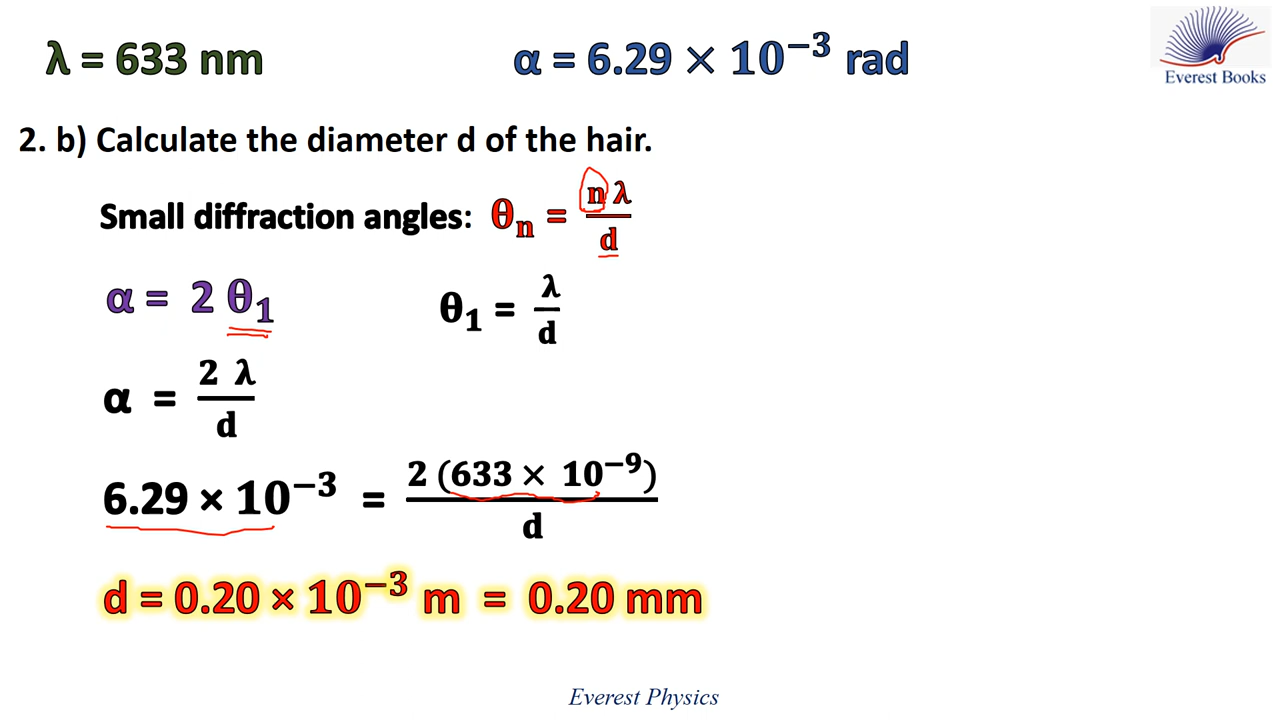 λ = 633 nm
α = 6.29 × 10⁻³ rad
Everest Books
2. b) Calculate the diameter d of the hair.
Small diffraction angles: θₙ = n λ / d
α = 2 θ₁
θ₁ = λ / d
α = 2 λ / d
6.29 × 10⁻³ = 2 (633 × 10⁻⁹) / d
d = 0.20 × 10⁻³ m = 0.20 mm
Everest Physics